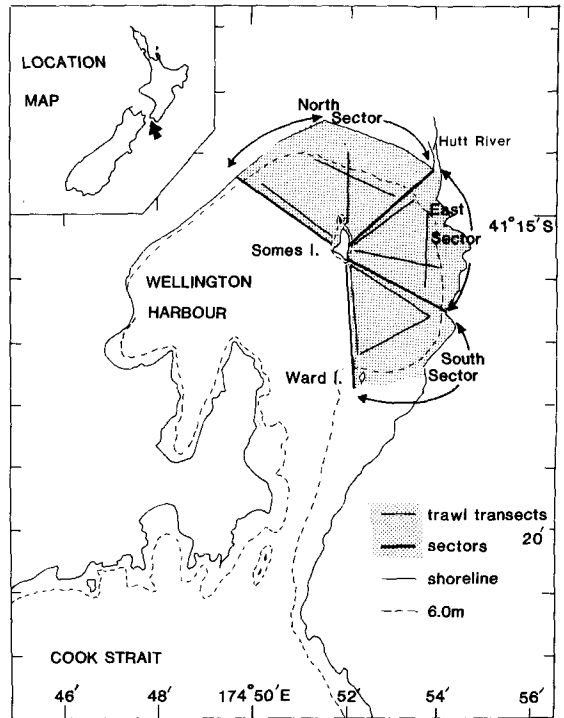 LOCATION
MAP
North
Sector
Hutt River
East
Sector
41°15′S
Somes I.
WELLINGTON
HARBOUR
South
Sector
Ward I.
trawl transects
20′
sectors
shoreline
6.0m
COOK STRAIT
46′ 48′ 174°50′E 52′ 54′ 56′